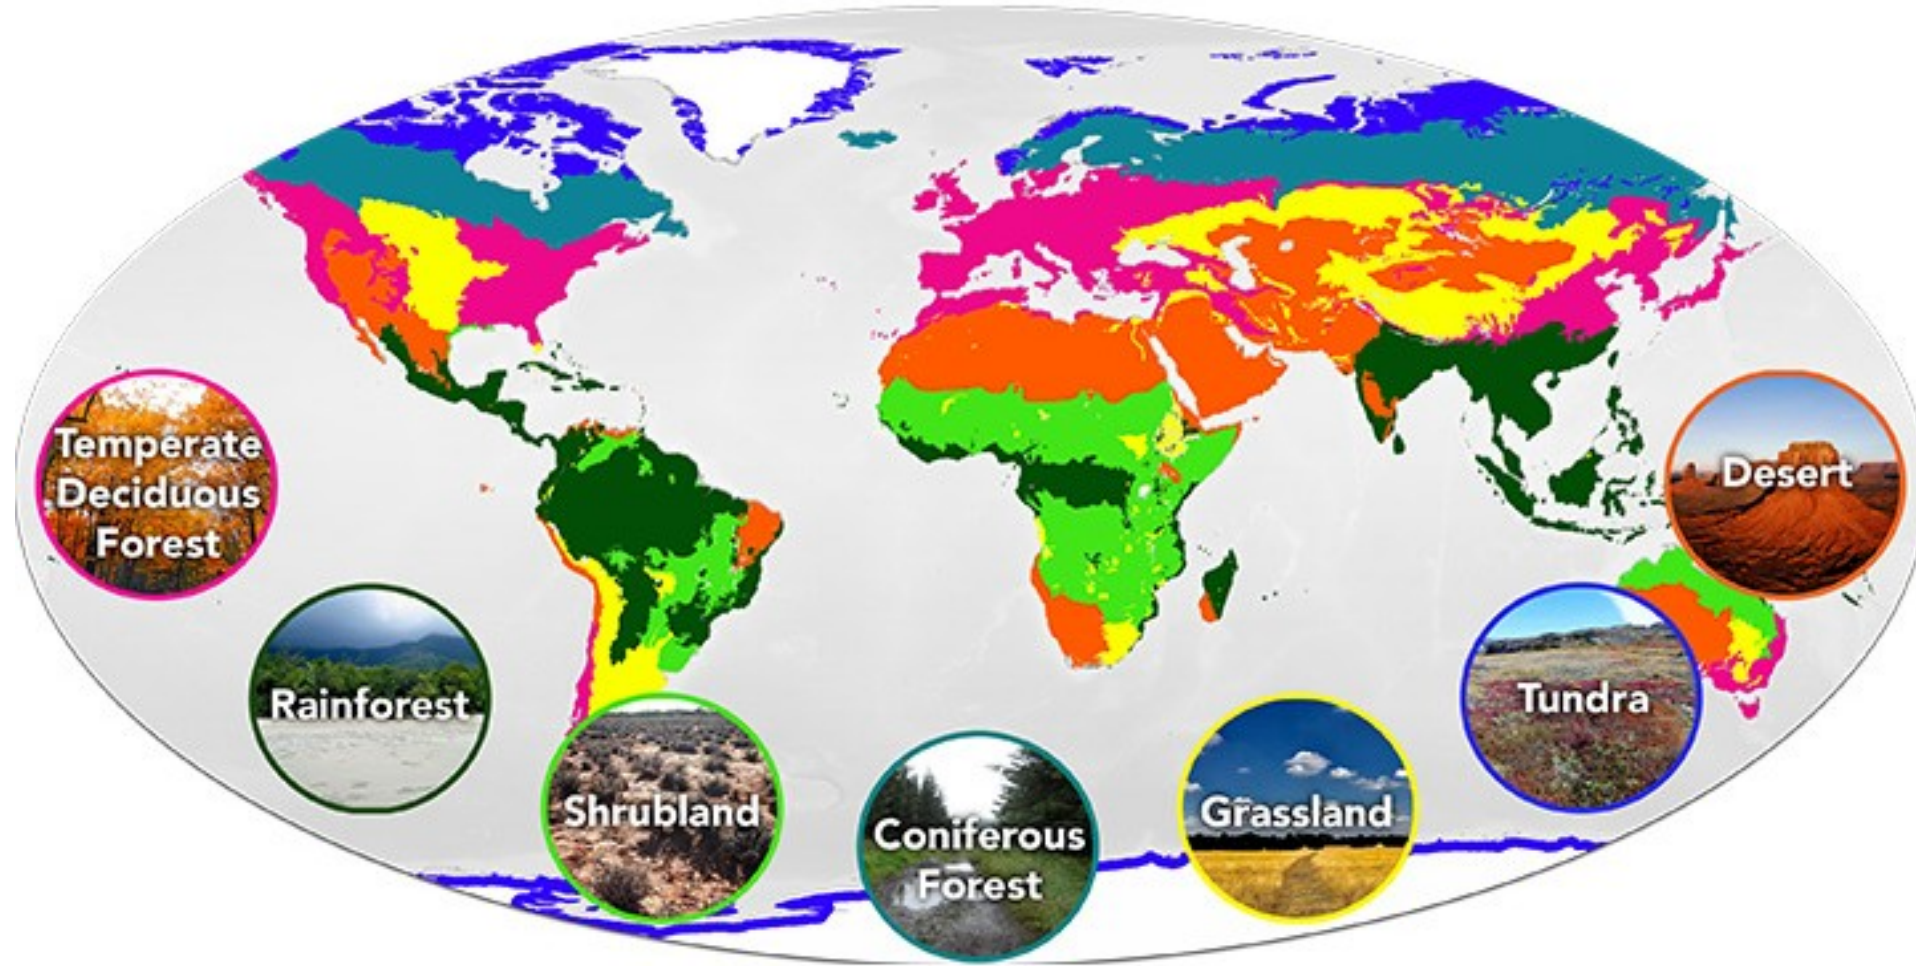 Temperate
Deciduous
Forest
Rainforest
Shrubland
Coniferous
Forest
Grassland
Tundra
Desert